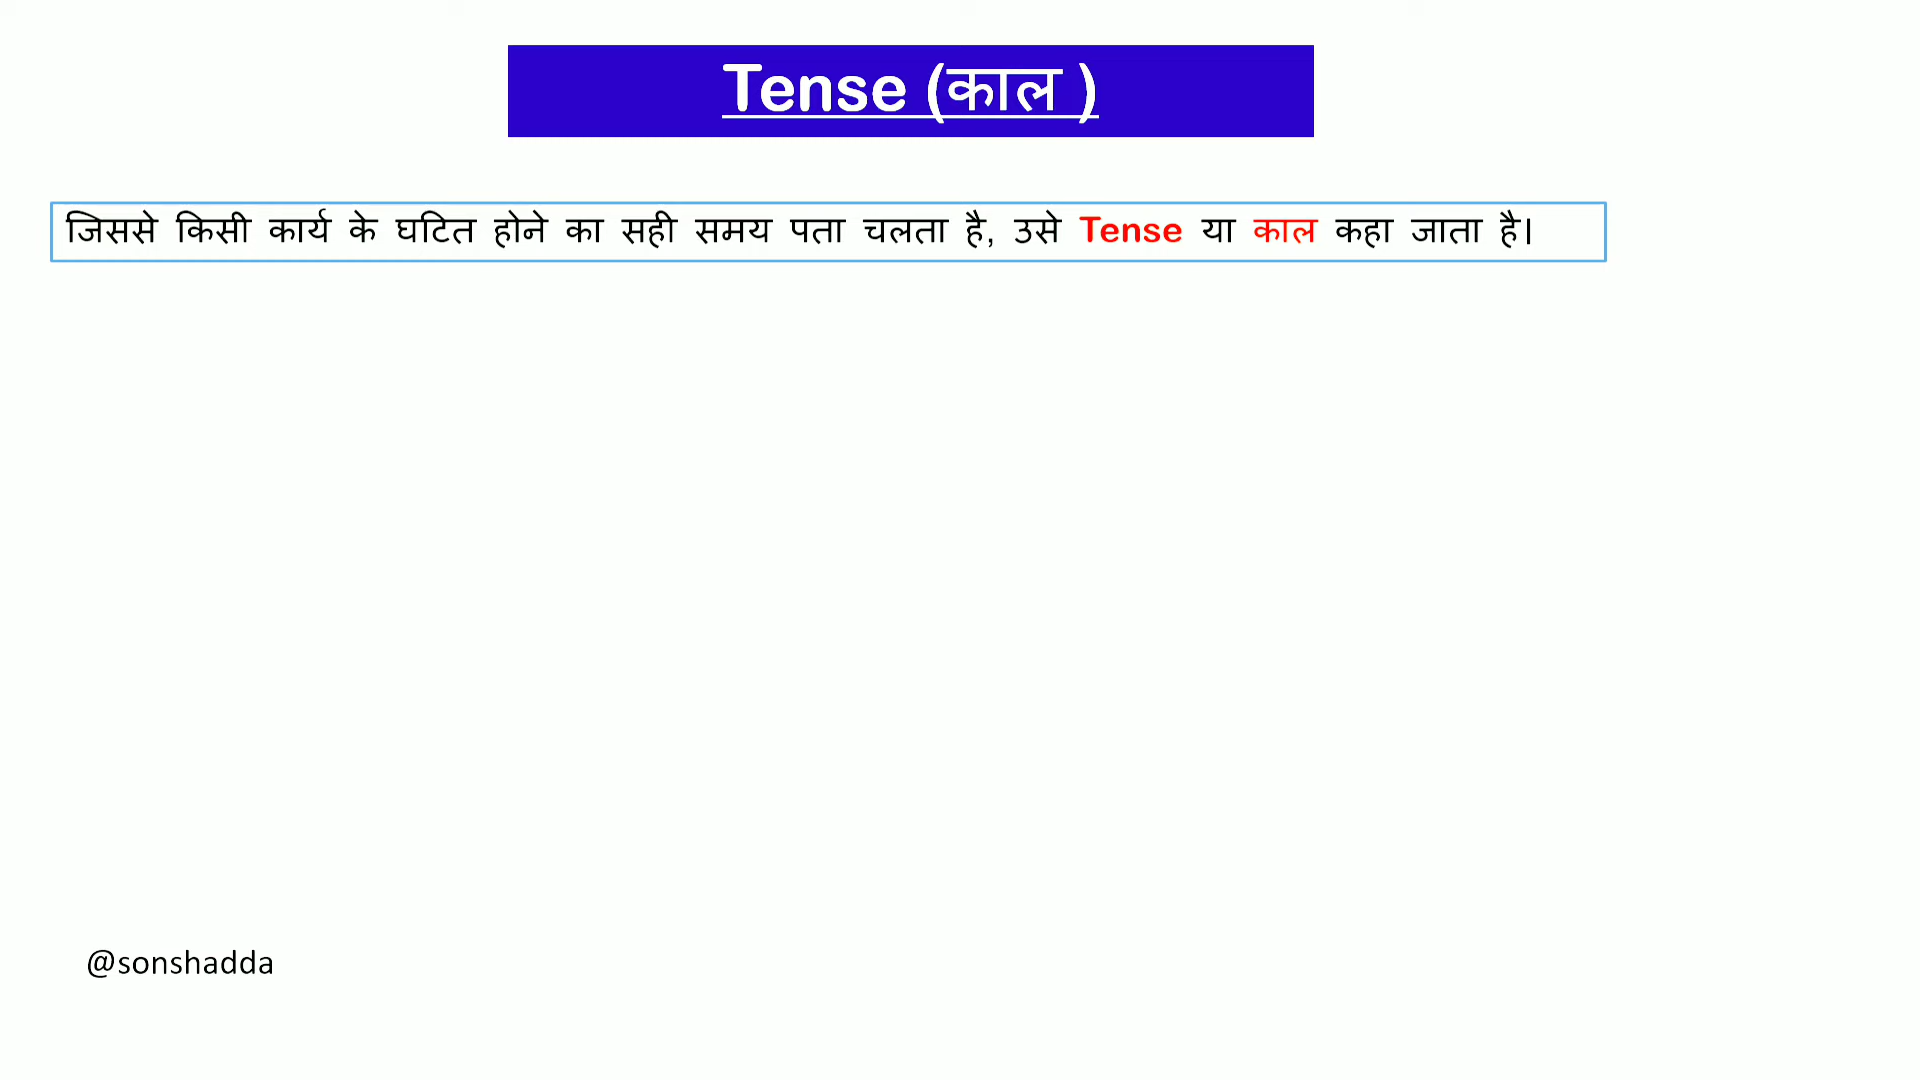 Tense (काल )
जिससे किसी कार्य के घटित होने का सही समय पता चलता है, उसे Tense या काल कहा जाता है।
@sonshadda